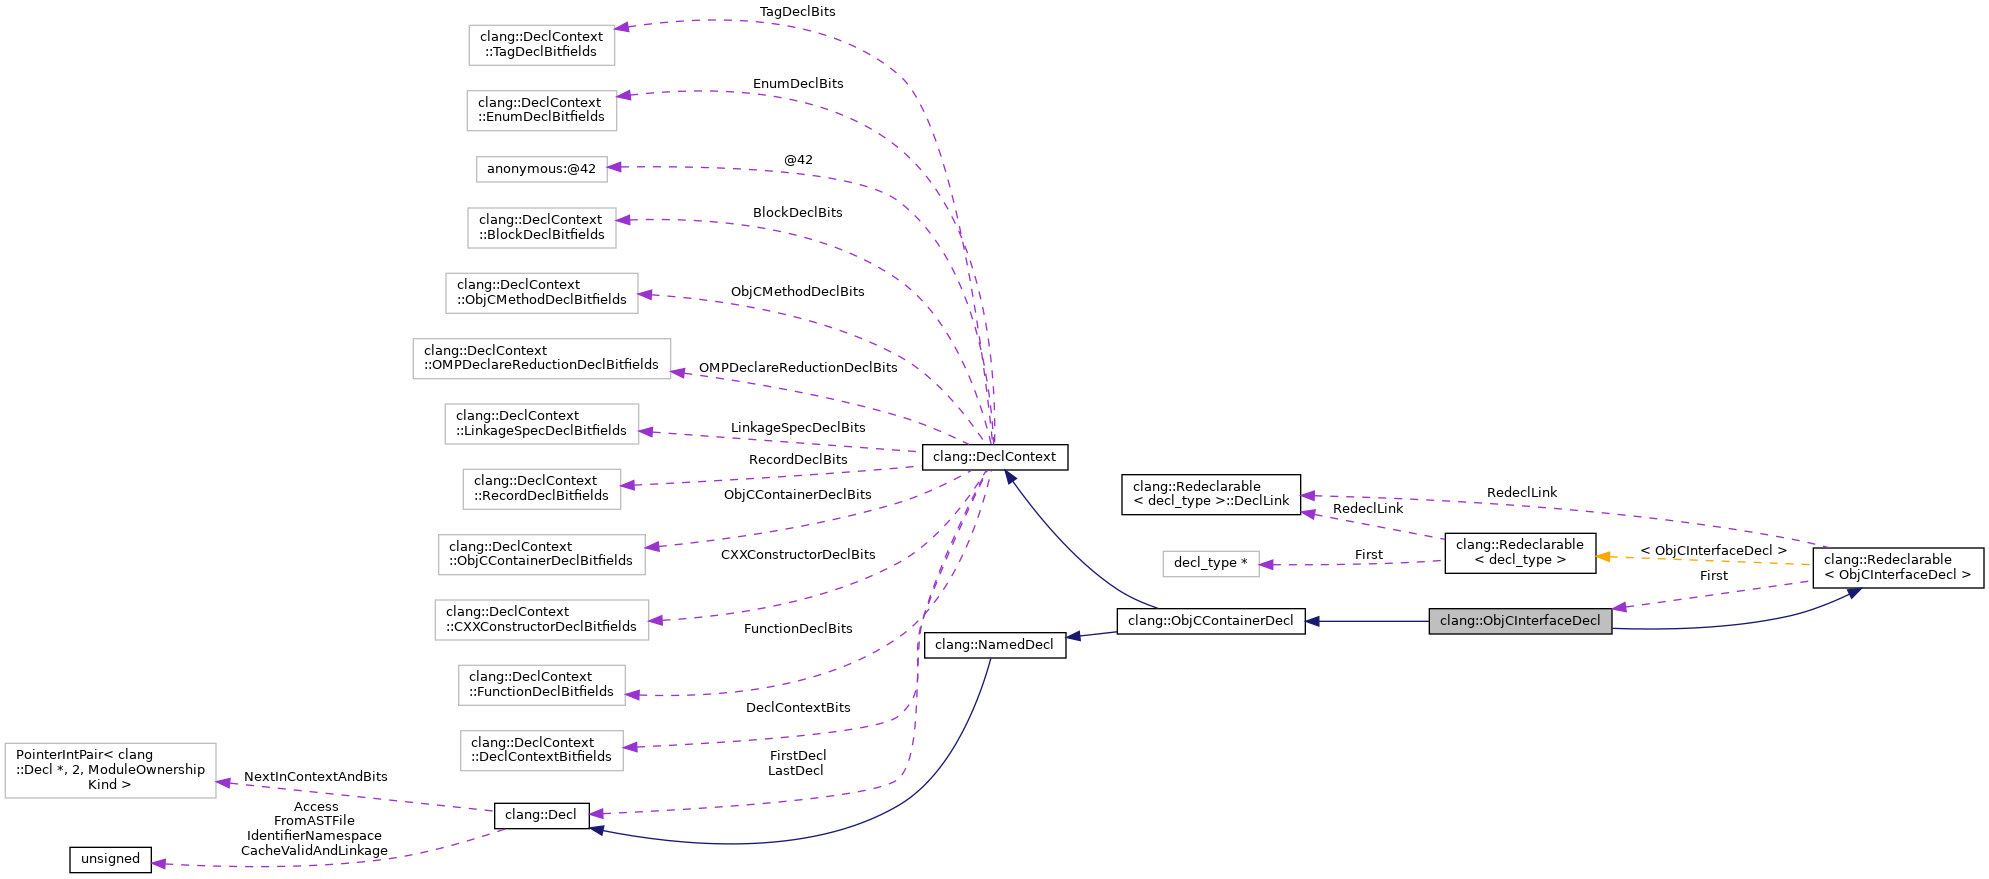 TagDeclBits
clang::DeclContext
::TagDeclBitfields
EnumDeclBits
clang::DeclContext
::EnumDeclBitfields
@42
anonymous:@42
BlockDeclBits
clang::DeclContext
::BlockDeclBitfields
ObjCMethodDeclBits
clang::DeclContext
::ObjCMethodDeclBitfields
OMPDeclareReductionDeclBits
clang::DeclContext
::OMPDeclareReductionDeclBitfields
LinkageSpecDeclBits
clang::DeclContext
::LinkageSpecDeclBitfields
RecordDeclBits
clang::DeclContext
::RecordDeclBitfields
ObjCContainerDeclBits
clang::DeclContext
::ObjCContainerDeclBitfields
CXXConstructorDeclBits
clang::DeclContext
::CXXConstructorDeclBitfields
FunctionDeclBits
clang::DeclContext
::FunctionDeclBitfields
DeclContextBits
clang::DeclContext
::DeclContextBitfields
FirstDecl
LastDecl
PointerIntPair< clang
::Decl *, 2, ModuleOwnership
Kind >
NextInContextAndBits
Access
FromASTFile
IdentifierNamespace
CacheValidAndLinkage
unsigned
clang::Decl
clang::DeclContext
clang::NamedDecl
clang::Redeclarable
< decl_type >::DeclLink
RedeclLink
RedeclLink
decl_type *
First
clang::Redeclarable
< decl_type >
< ObjCInterfaceDecl >
First
clang::Redeclarable
< ObjCInterfaceDecl >
clang::ObjCContainerDecl
clang::ObjCInterfaceDecl